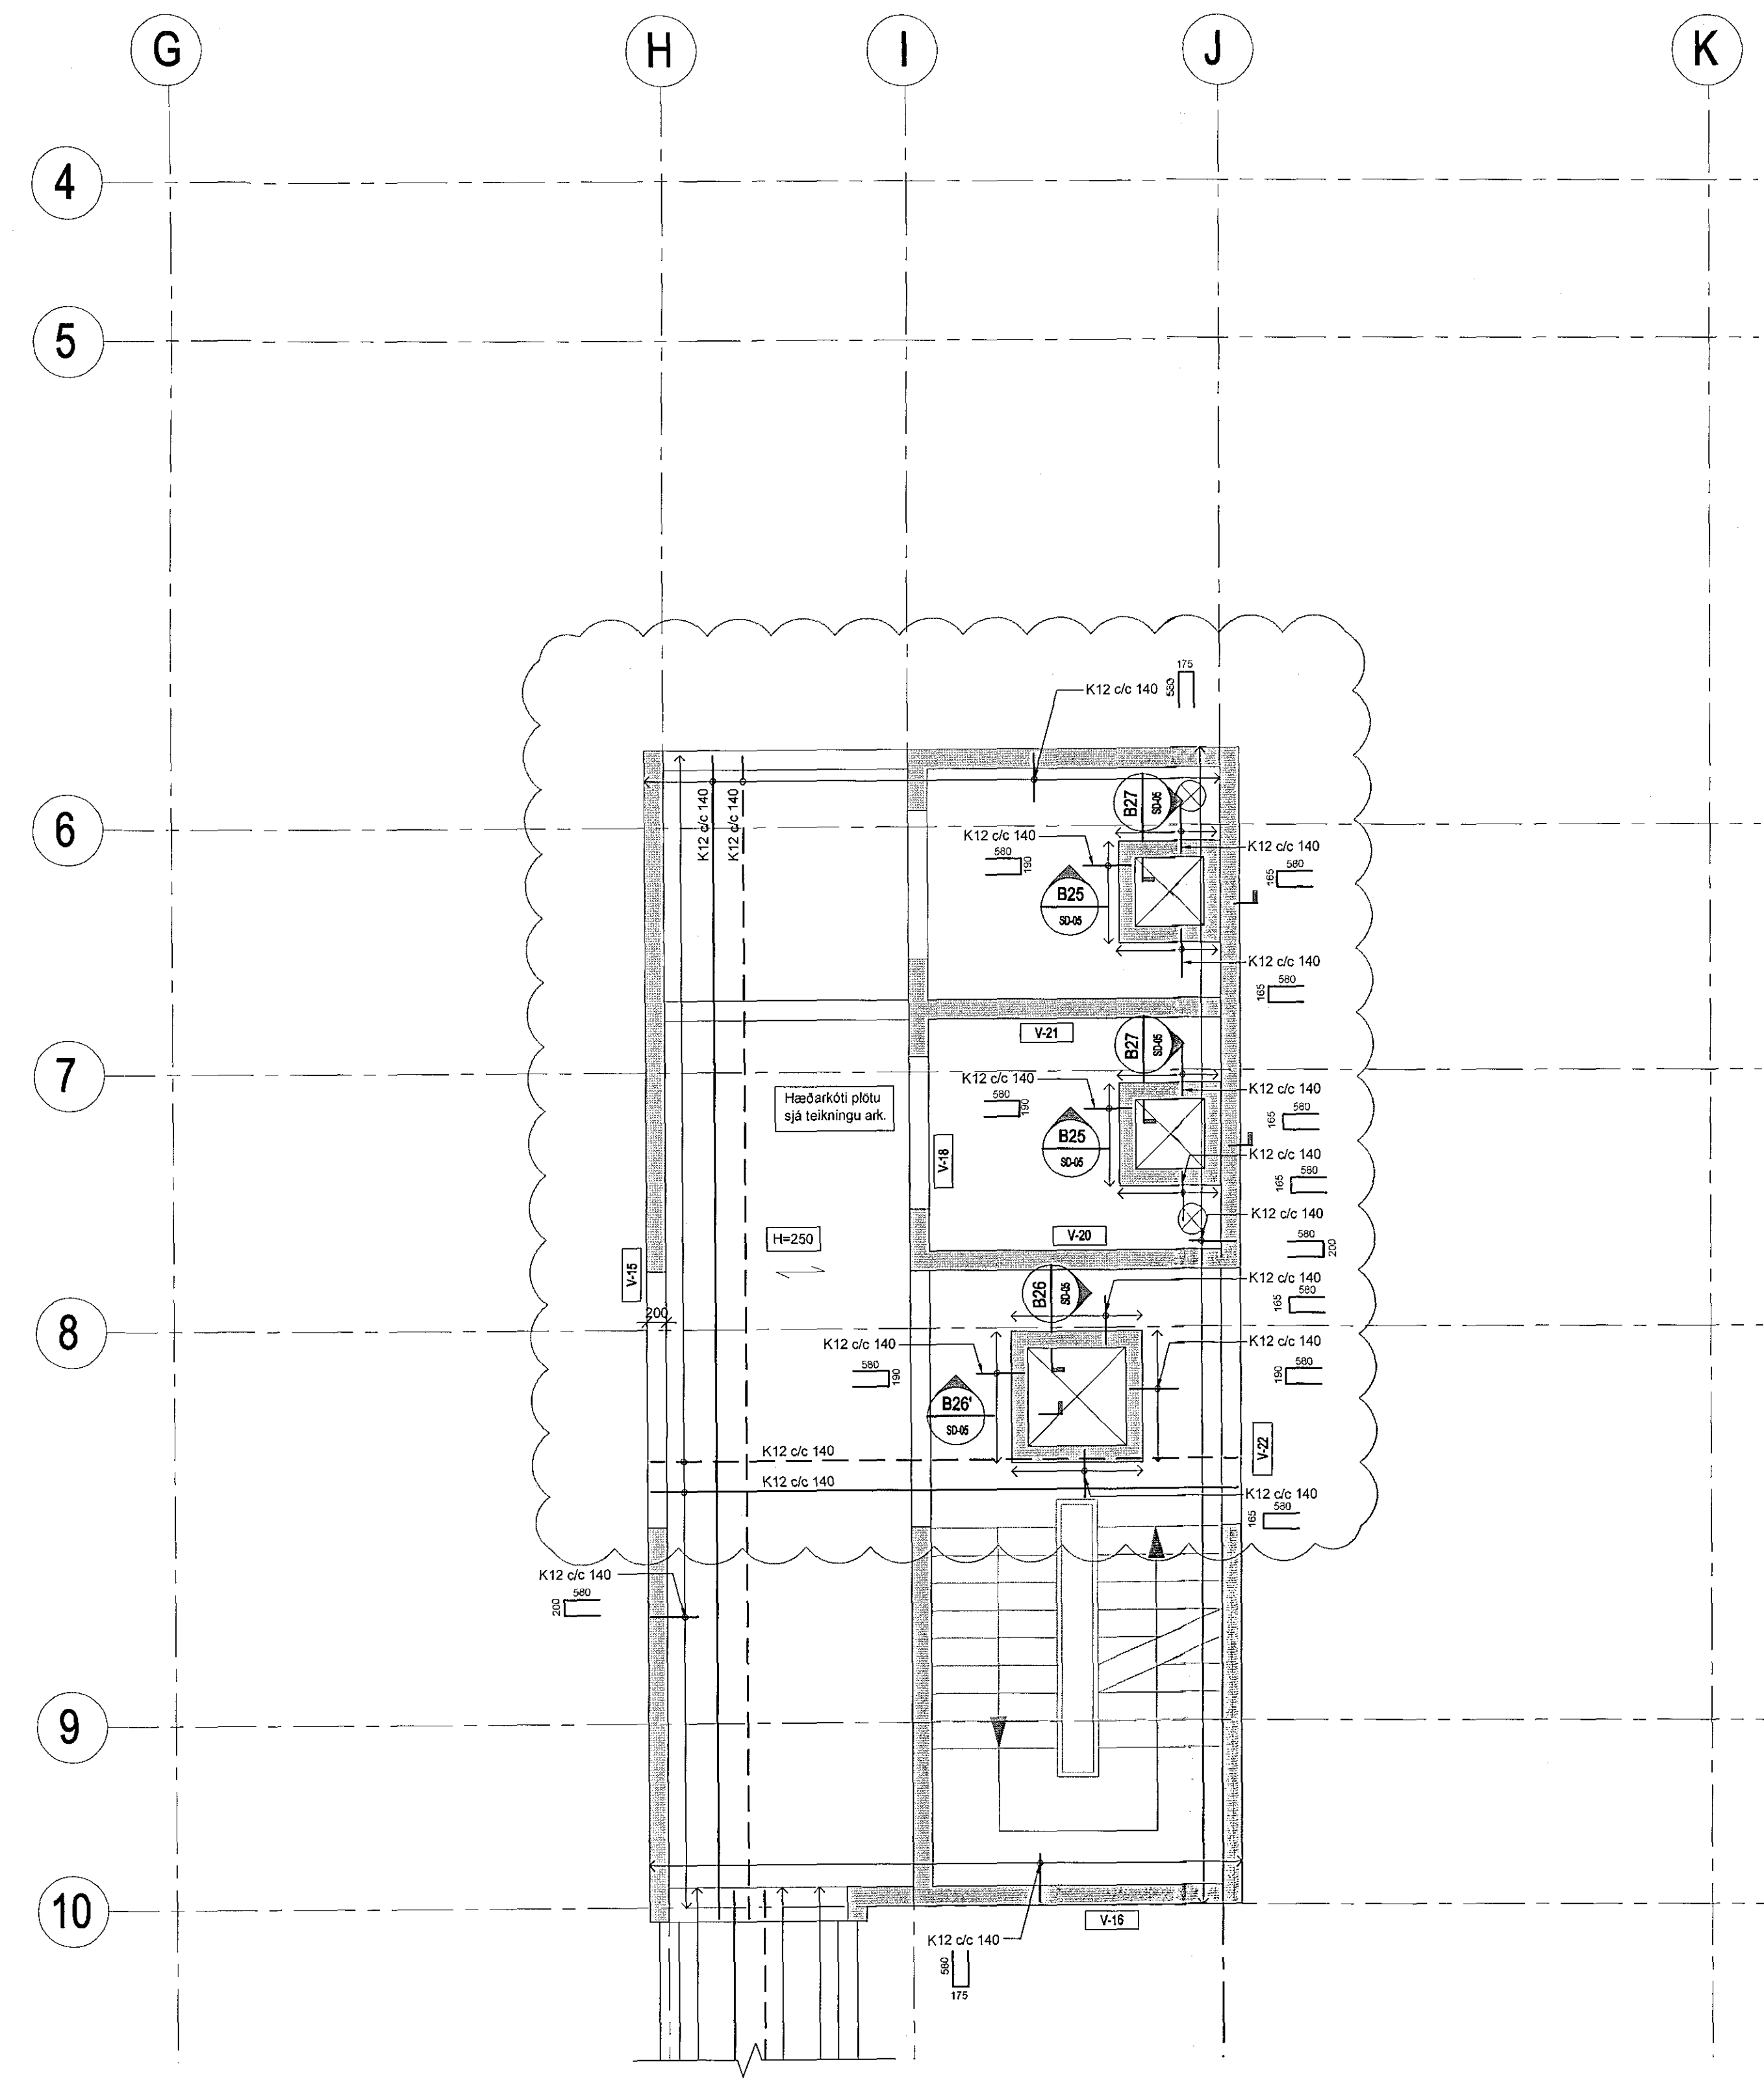 G
H
I
J
K
4
5
175
K12 c/c 140
580
K12 c/c 140
K12 c/c 140
B27
SD-05
6
K12 c/c 140
580
190
K12 c/c 140
580
165
B25
SD-05
K12 c/c 140
580
165
V-21
B27
SD-05
7
K12 c/c 140
580
190
K12 c/c 140
580
165
Hæðarkóti plötu
sjá teikningu ark.
B25
SD-05
V-18
K12 c/c 140
580
165
K12 c/c 140
V-20
H=250
580
200
V-15
B26
SD-05
K12 c/c 140
580
165
200
8
K12 c/c 140
580
190
K12 c/c 140
580
190
B26'
SD-05
V-22
K12 c/c 140
K12 c/c 140
K12 c/c 140
580
165
K12 c/c 140
580
200
9
10
V-16
K12 c/c 140
580
175